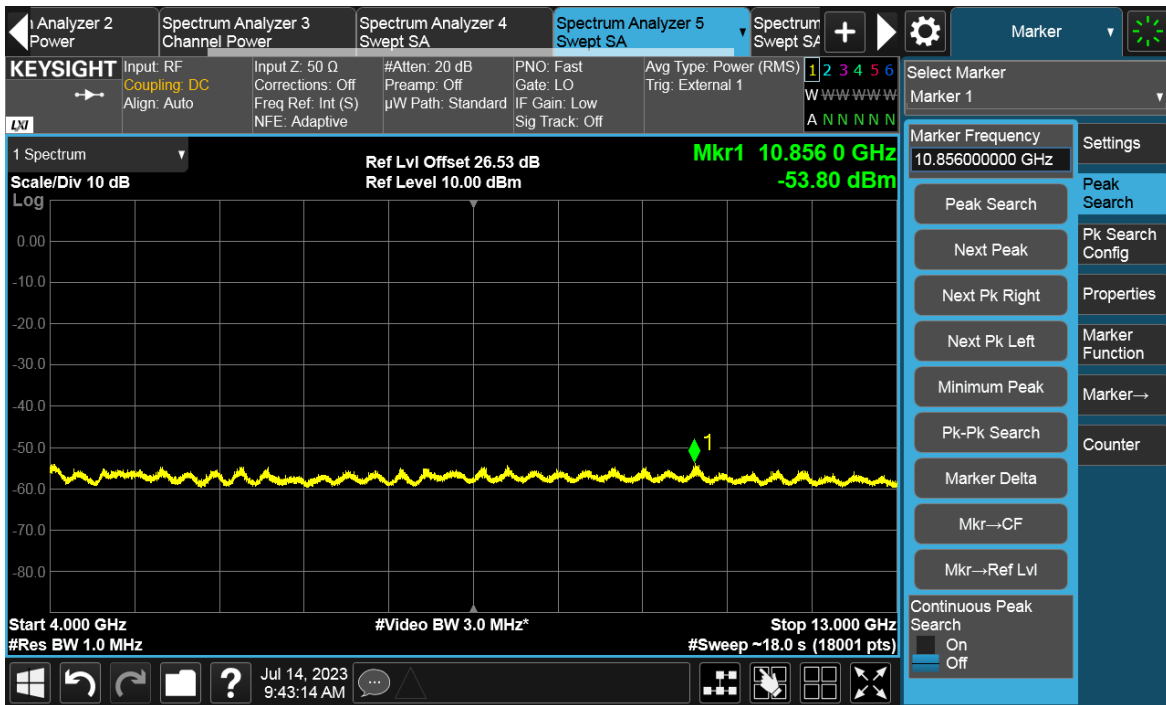 Analyzer 2
Power
Spectrum Analyzer 3
Channel Power
Spectrum Analyzer 4
Swept SA
Spectrum Analyzer 5
Swept SA
Spectrum
Swept SA
+
Marker
KEYSIGHT
LXI
Input: RF
Coupling: DC
Align: Auto
Input Z: 50 Ω
Corrections: Off
Freq Ref: Int (S)
NFE: Adaptive
#Atten: 20 dB
Preamp: Off
µW Path: Standard
PNO: Fast
Gate: LO
IF Gain: Low
Sig Track: Off
Avg Type: Power (RMS)
Trig: External 1
1 2 3 4 5 6
W W W W W W
A N N N N N
Select Marker
Marker 1
1 Spectrum
Scale/Div 10 dB
Log
Ref Lvl Offset 26.53 dB
Ref Level 10.00 dBm
Mkr1 10.856 0 GHz
-53.80 dBm
0.00
-10.0
-20.0
-30.0
-40.0
-50.0
-60.0
-70.0
-80.0
1
Start 4.000 GHz
#Res BW 1.0 MHz
#Video BW 3.0 MHz*
Stop 13.000 GHz
#Sweep ~18.0 s (18001 pts)
Marker Frequency
10.856000000 GHz
Peak Search
Next Peak
Next Pk Right
Next Pk Left
Minimum Peak
Pk-Pk Search
Marker Delta
Mkr→CF
Mkr→Ref Lvl
Continuous Peak
Search
On
Off
Settings
Peak
Search
Pk Search
Config
Properties
Marker
Function
Marker→
Counter
?
Jul 14, 2023
9:43:14 AM